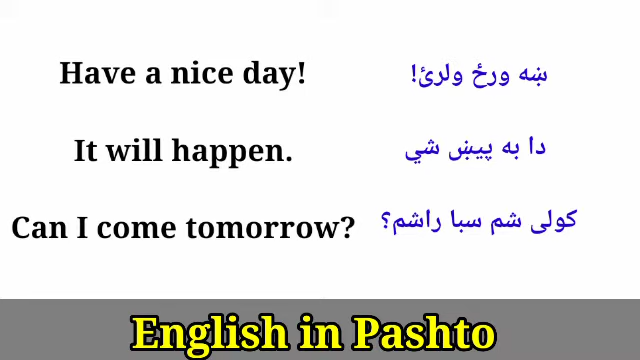 Have a nice day!
ښه ورځ ولرئ!
It will happen.
دا به پیښ شي
Can I come tomorrow?
کولی شم سبا راشم؟
English in Pashto